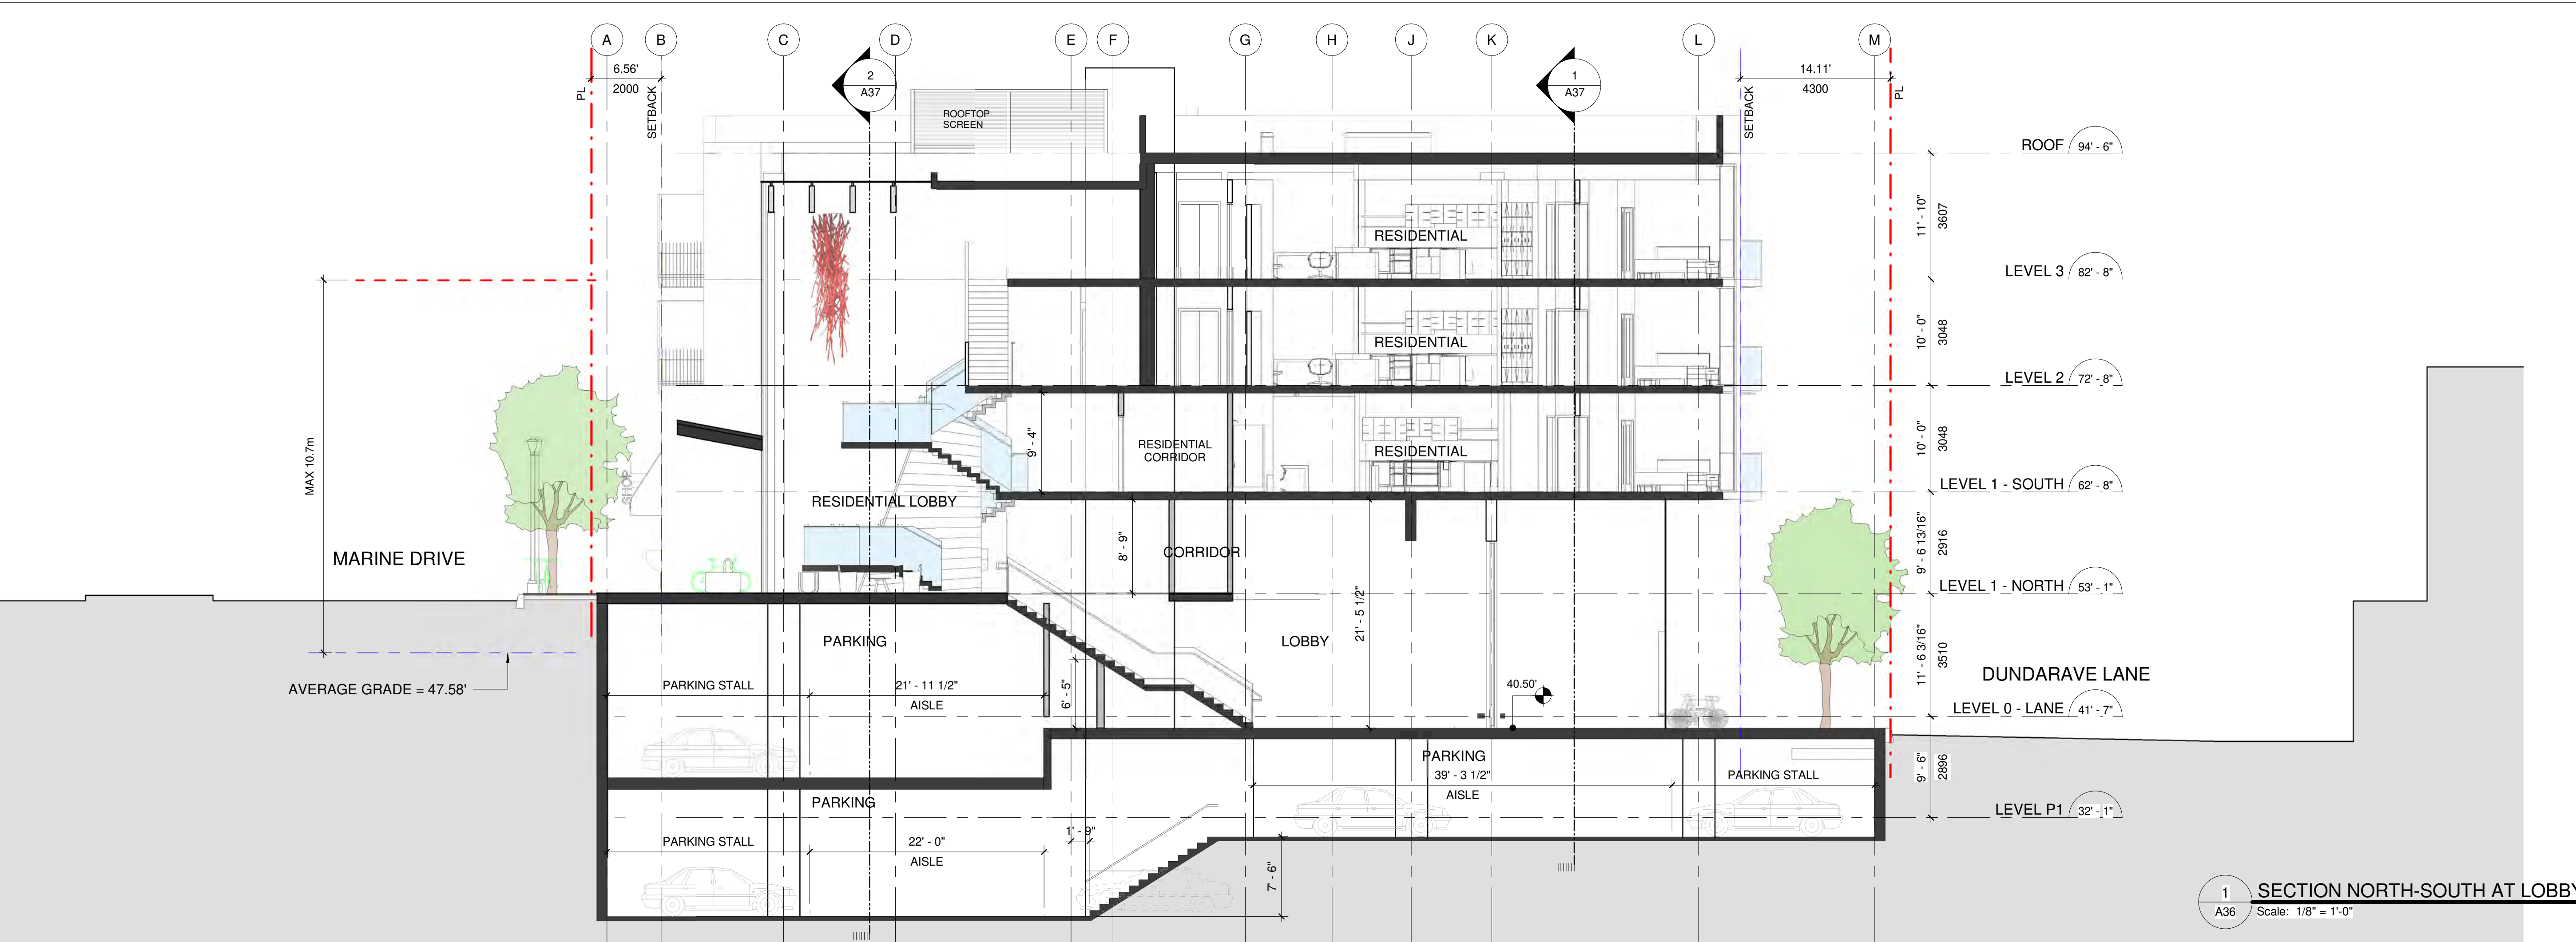 A B C D E F G H J K L M
6.56'
2000
PL
SETBACK
2
A37
1
A37
14.11'
4300
SETBACK
PL
ROOFTOP
SCREEN
ROOF 94' - 6"
11' - 10"
3607
RESIDENTIAL
LEVEL 3 82' - 8"
10' - 0"
3048
RESIDENTIAL
LEVEL 2 72' - 8"
MAX 10.7m
9' - 4"
RESIDENTIAL
CORRIDOR
RESIDENTIAL
10' - 0"
3048
SHOP
LEVEL 1 - SOUTH 62' - 8"
RESIDENTIAL LOBBY
8' - 9"
CORRIDOR
9' - 6 13/16"
2916
MARINE DRIVE
LEVEL 1 - NORTH 53' - 1"
21' - 5 1/2"
PARKING
LOBBY
11' - 6 3/16"
3510
AVERAGE GRADE = 47.58'
PARKING STALL
21' - 11 1/2"
AISLE
6' - 5"
40.50'
DUNDARAVE LANE
LEVEL 0 - LANE 41' - 7"
PARKING
39' - 3 1/2"
AISLE
PARKING STALL
9' - 6"
2896
PARKING
LEVEL P1 32' - 1"
PARKING STALL
22' - 0"
AISLE
1' - 9"
7' - 6"
1
A36
SECTION NORTH-SOUTH AT LOBBY
Scale: 1/8" = 1'-0"